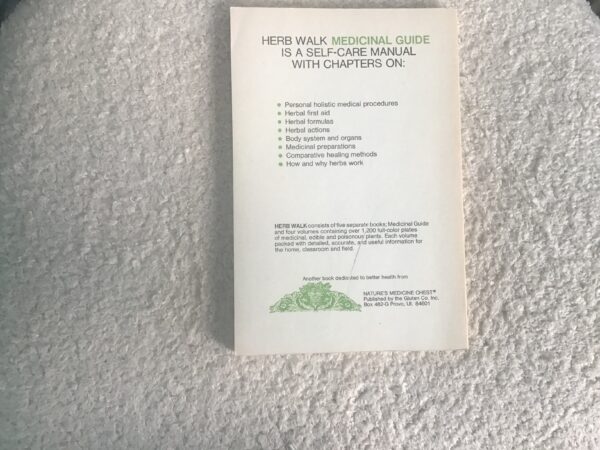 HERB WALK MEDICINAL GUIDE
IS A SELF-CARE MANUAL
WITH CHAPTERS ON:
Personal holistic medical procedures
Herbal first aid
Herbal formulas
Herbal actions
Body system and organs
Medicinal preparations
Comparative healing methods
How and why herbs work
HERB WALK consists of five separate books; Medicinal Guide
and four volumes containing over 1,200 full-color plates
of medicinal, edible and poisonous plants. Each volume
packed with detailed, accurate, and useful information for
the home, classroom and field.
Another book dedicated to better health from
NATURE'S MEDICINE CHEST®
Published by the Gluten Co. Inc.
Box 482-G Provo, Ut. 84601